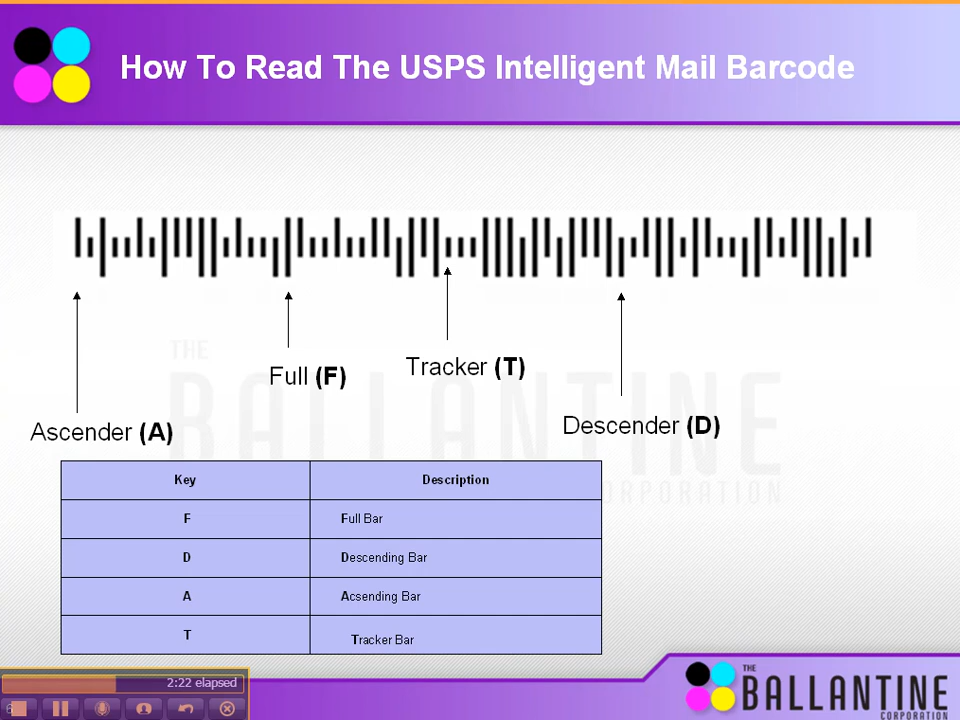 How To Read The USPS Intelligent Mail Barcode
Tracker (T)
Full (F)
Descender (D)
Ascender (A)
THE
BALLANTINE
CORPORATION
Key Description
F Full Bar
D Descending Bar
A Acsending Bar
T Tracker Bar
2:22 elapsed
THE
BALLANTINE
CORPORATION